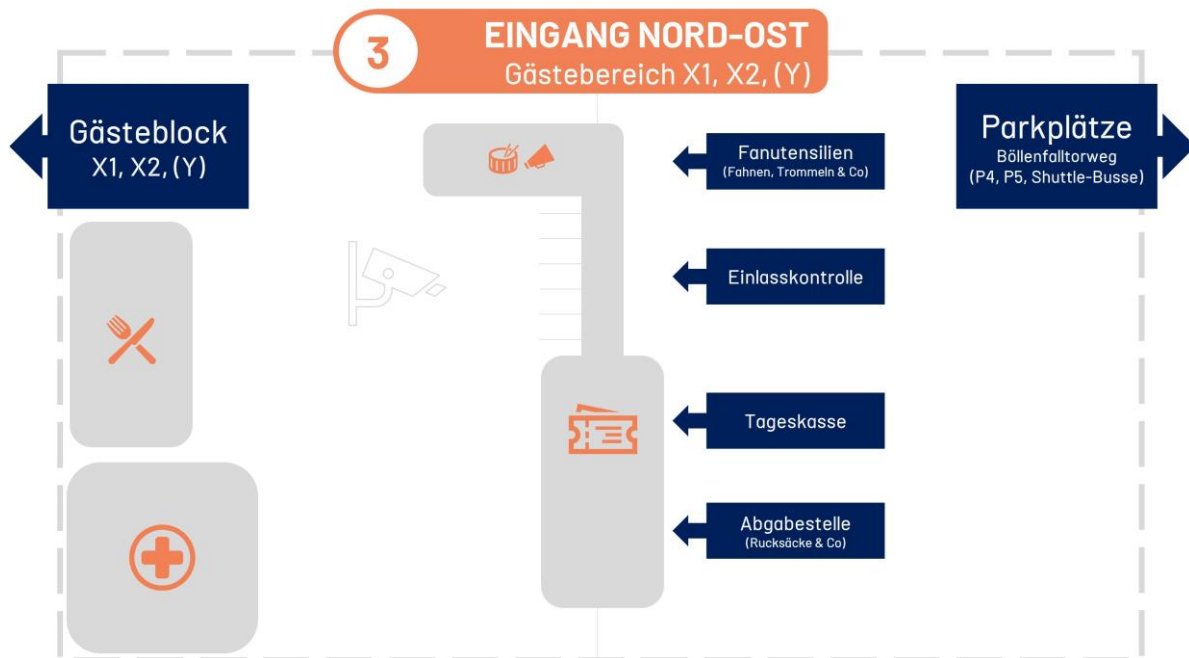 3
EINGANG NORD-OST
Gästebereich X1, X2, (Y)
Gästeblock
X1, X2, (Y)
Parkplätze
Böllenfalltorweg
(P4, P5, Shuttle-Busse)
Fanutensilien
(Fahnen, Trommeln & Co)
Einlasskontrolle
Tageskasse
Abgabestelle
(Rucksäcke & Co)